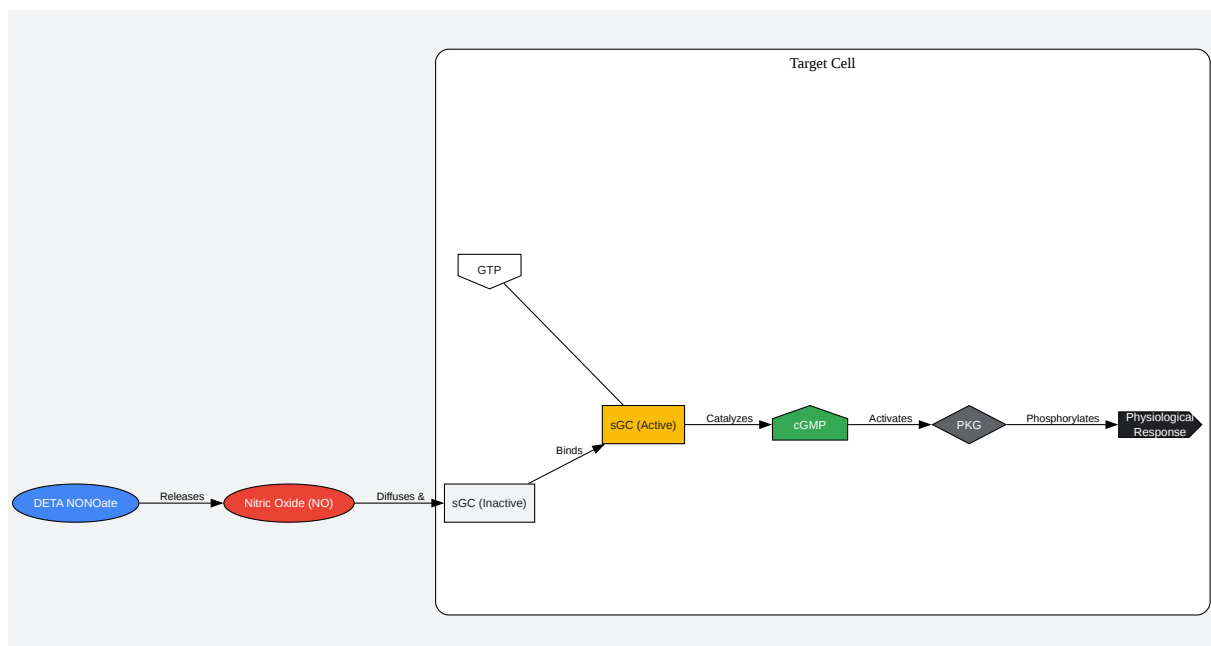 Target Cell
GTP
sGC (Active)
Catalyzes
cGMP
Activates
PKG
Phosphorylates
Physiological
Response
Binds
DETA NONOate
Releases
Nitric Oxide (NO)
Diffuses &
sGC (Inactive)